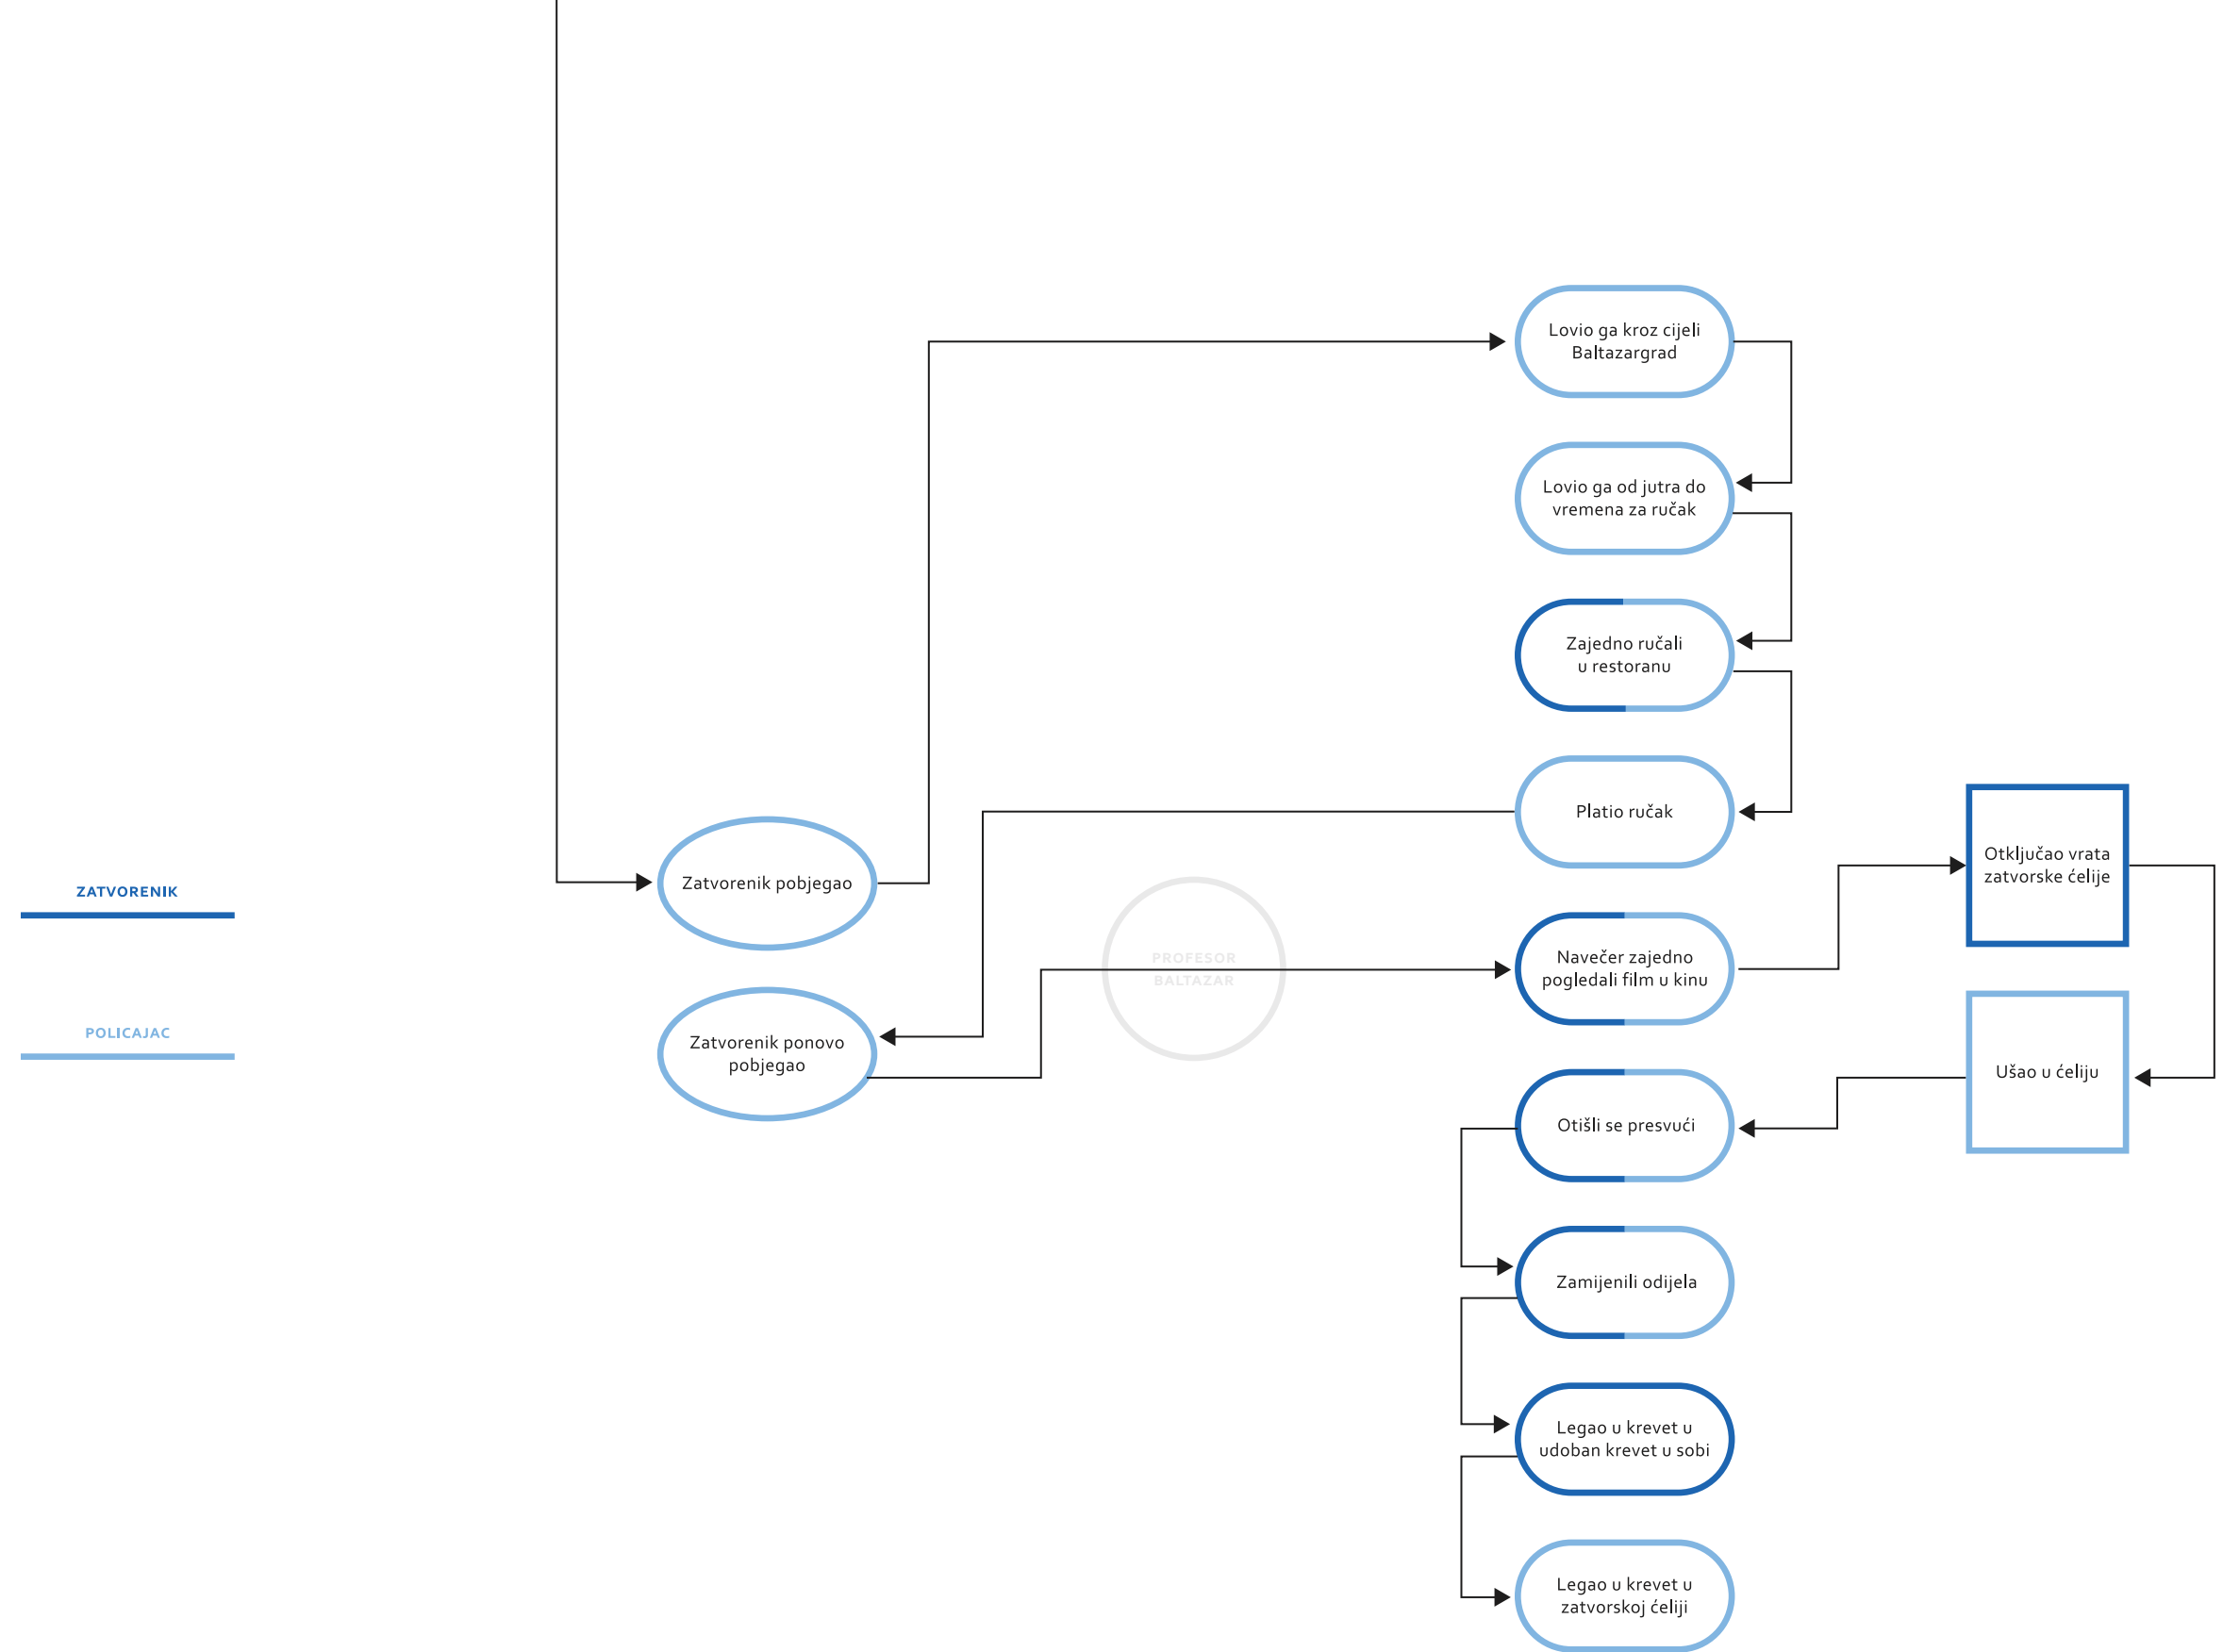 Lovio ga kroz cijeli
Baltazargrad
Lovio ga od jutra do
vremena za ručak
Zajedno ručali
u restoranu
Platio ručak
Otključao vrata
zatvorske ćelije
Zatvorenik pobjegao
ZATVORENIK
PROFESOR
BALTAZAR
Navečer zajedno
pogledali film u kinu
POLICAJAC
Zatvorenik ponovo
pobjegao
Ušao u ćeliju
Otišli se presvući
Zamijenili odijela
Legao u krevet u
udoban krevet u sobi
Legao u krevet u
zatvorskoj ćeliji